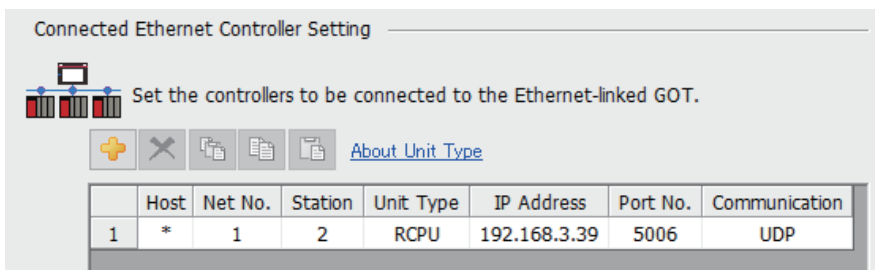 Connected Ethernet Controller Setting
Set the controllers to be connected to the Ethernet-linked GOT.
About Unit Type
Host Net No. Station Unit Type IP Address Port No. Communication
1 * 1 2 RCPU 192.168.3.39 5006 UDP